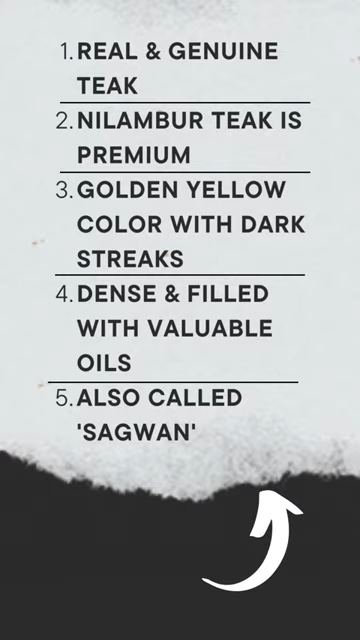 1. REAL & GENUINE
TEAK
2. NILAMBUR TEAK IS
PREMIUM
3. GOLDEN YELLOW
COLOR WITH DARK
STREAKS
4. DENSE & FILLED
WITH VALUABLE
OILS
5. ALSO CALLED
'SAGWAN'